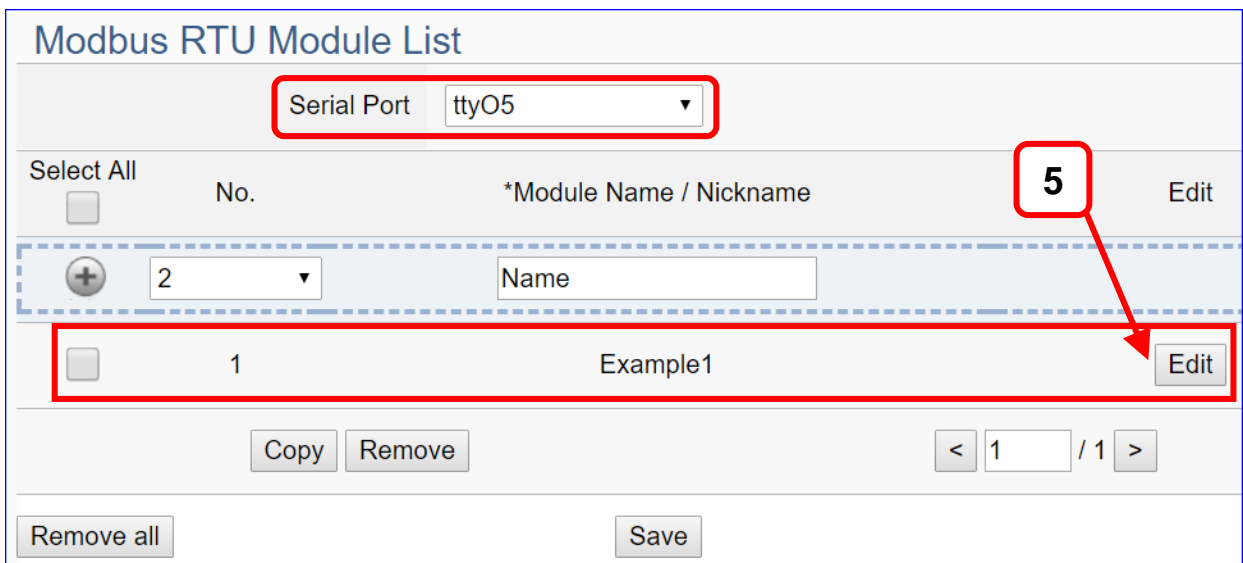 Modbus RTU Module List
Serial Port ttyO5
Select All
No. *Module Name / Nickname 5 Edit
2 Name
1 Example1 Edit
Copy Remove < 1 / 1 >
Remove all Save